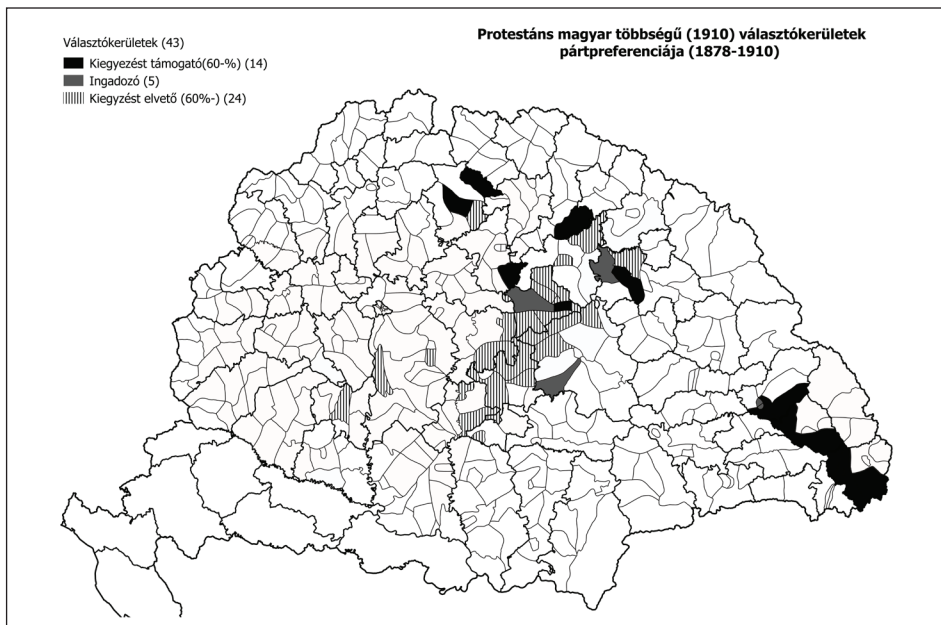 Protestáns magyar többségű (1910) választókerületek
pártpreferenciája (1878-1910)
Választókerületek (43)
Kiegyezést támogató(60-%) (14)
Ingadozó (5)
Kiegyzést elvető (60%-) (24)